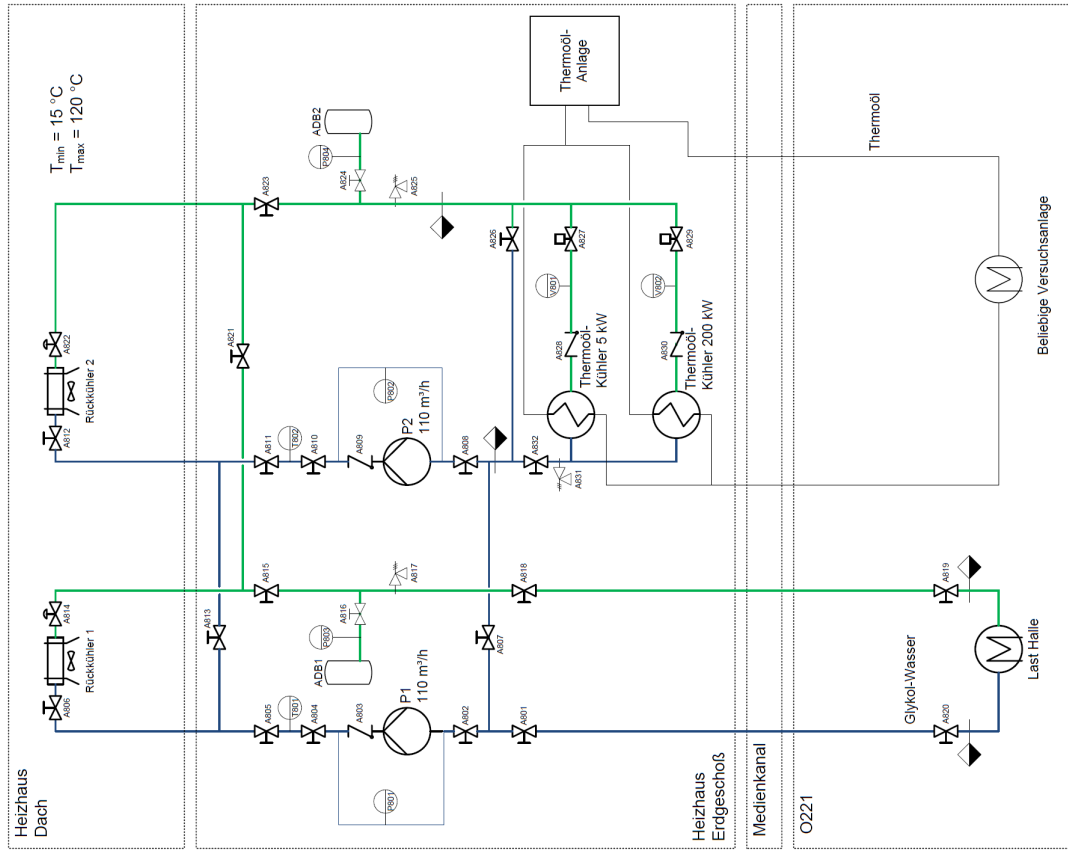 Heizhaus
Dach
Tmin = 15 °C
Tmax = 120 °C
A806
Rückkühler 1
A814
A812
Rückkühler 2
A822
A813
A821
A805
T801
A804
A803
P801
P1
110 m³/h
A802
A801
A815
ADB1
P803
A816
A817
A818
A807
A811
T802
A810
A809
P802
P2
110 m³/h
A808
A832
A831
A823
ADB2
P804
A824
A825
A826
A827
V801
A828
Thermoöl-
Kühler 5 kW
A829
V802
A830
Thermoöl-
Kühler 200 kW
Thermoöl-
Anlage
Heizhaus
Erdgeschoß
Medienkanal
O221
Glykol-Wasser
A820
A819
M
Last Halle
Thermoöl
M
Beliebige Versuchsanlage